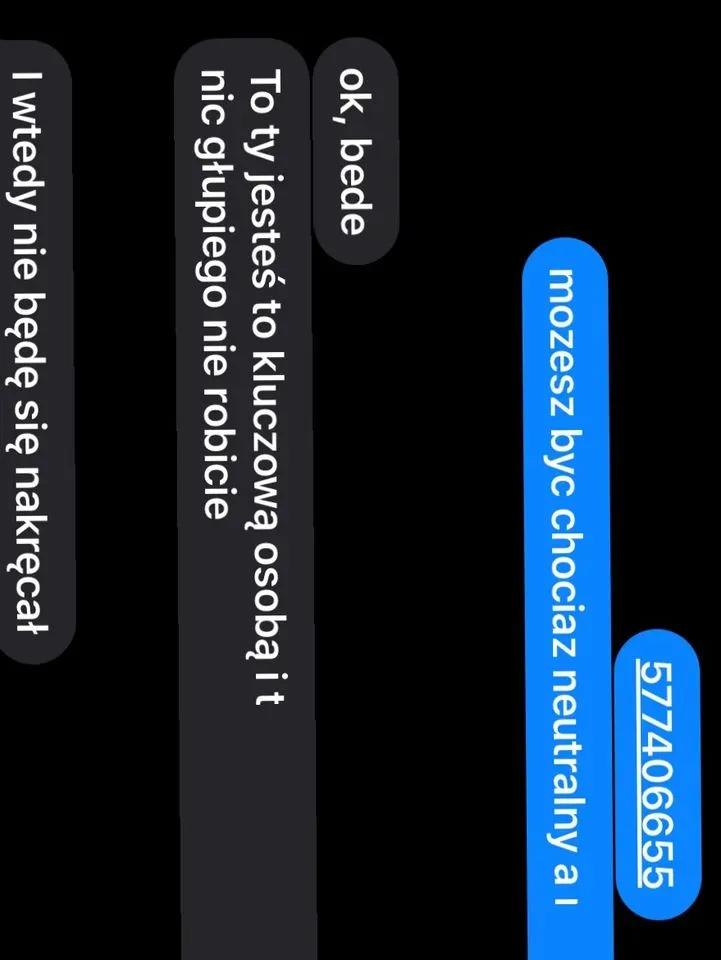 577406655
mozesz byc chociaz neutralny a
ok, bede
To ty jesteś to kluczową osobą i t
nic głupiego nie robicie
I wtedy nie będę się nakręcał